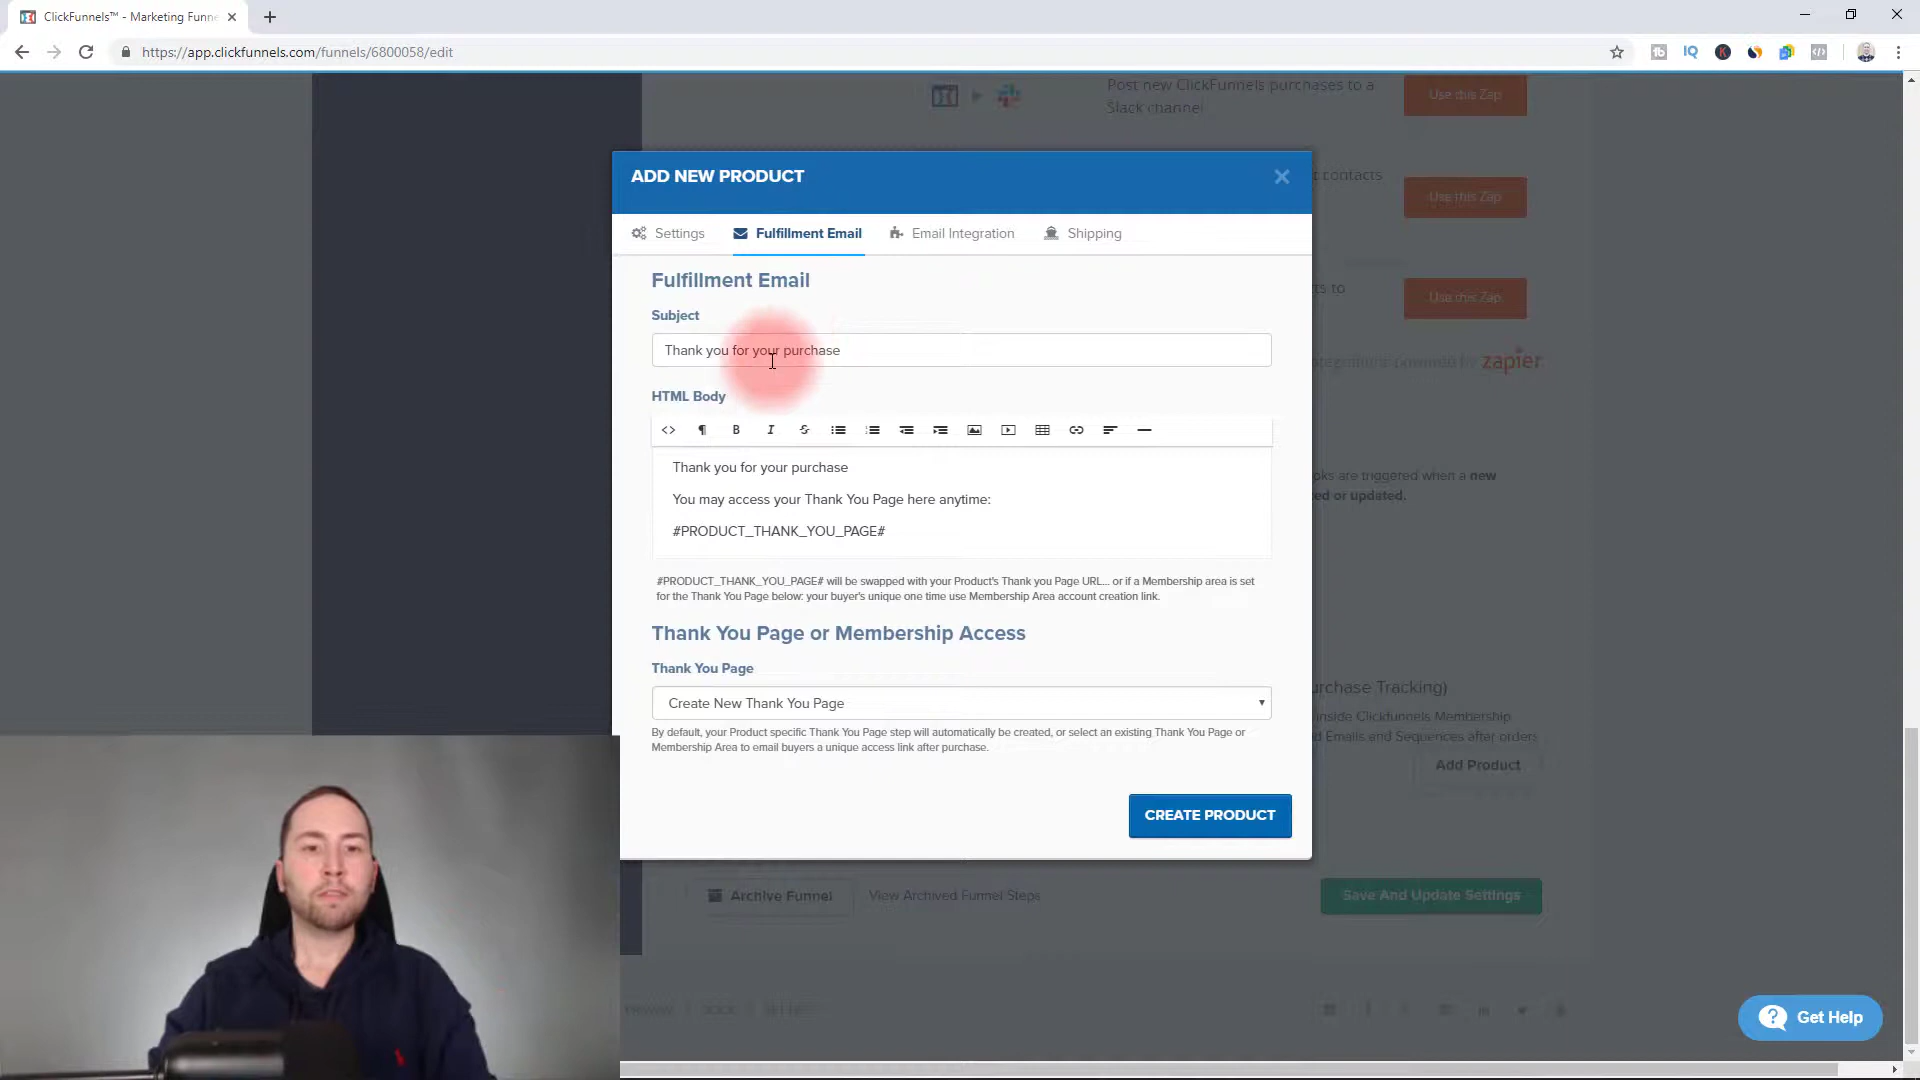 ClickFunnels™ - Marketing Funne
https://app.clickfunnels.com/funnels/6800058/edit
Post new ClickFunnels purchases to a
Slack channel
Use this Zap
ADD NEW PRODUCT
contacts
Use this Zap
Settings
Fulfillment Email
Email Integration
Shipping
Fulfillment Email
ts to
Use this Zap
Subject
Thank you for your purchase
ntegrations powered by zapier
HTML Body
Thank you for your purchase
oks are triggered when a new
You may access your Thank You Page here anytime:
ed or updated.
#PRODUCT_THANK_YOU_PAGE#
#PRODUCT_THANK_YOU_PAGE# will be swapped with your Product's Thank you Page URL... or if a Membership area is set
for the Thank You Page below: your buyer's unique one time use Membership Area account creation link.
Thank You Page or Membership Access
Thank You Page
urchase Tracking)
Create New Thank You Page
inside Clickfunnels Membership
By default, your Product specific Thank You Page step will automatically be created, or select an existing Thank You Page or
d Emails and Sequences after orders
Membership Area to email buyers a unique access link after purchase.
Add Product
CREATE PRODUCT
Archive Funnel
View Archived Funnel Steps
Save And Update Settings
Get Help